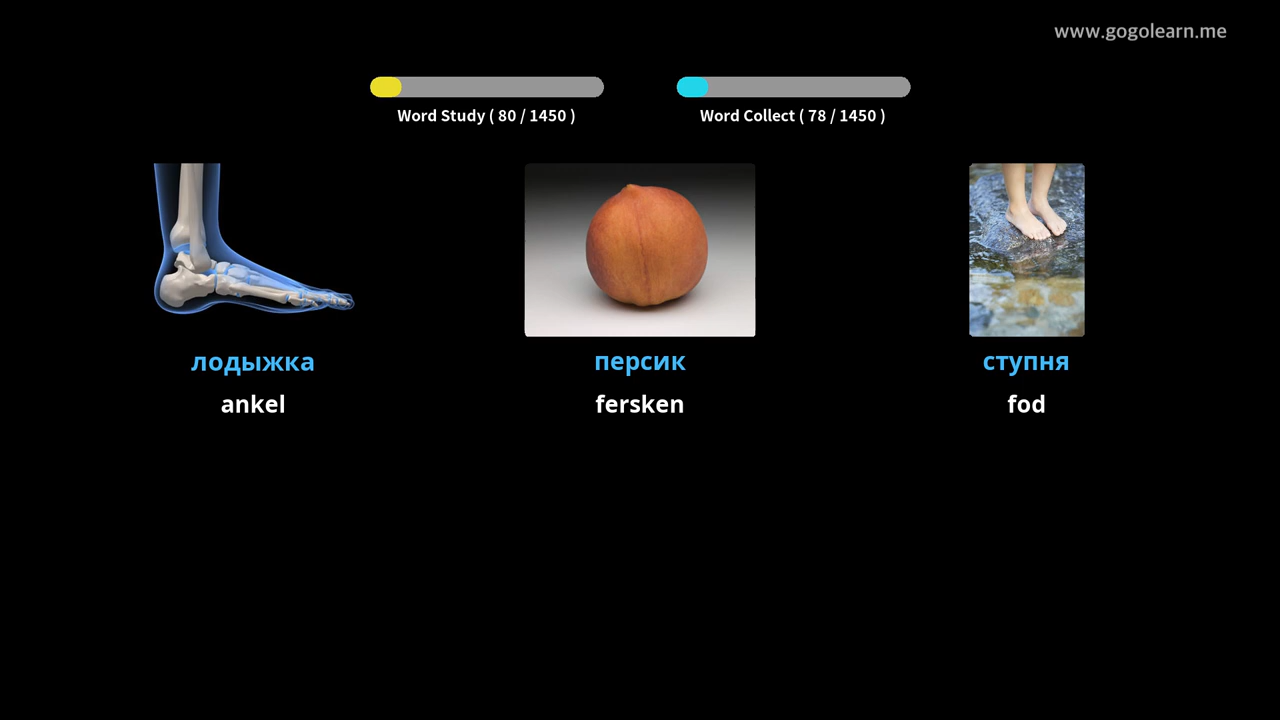 www.gogolearn.me
Word Study ( 80 / 1450 )
Word Collect ( 78 / 1450 )
лодыжка
персик
ступня
ankel
fersken
fod